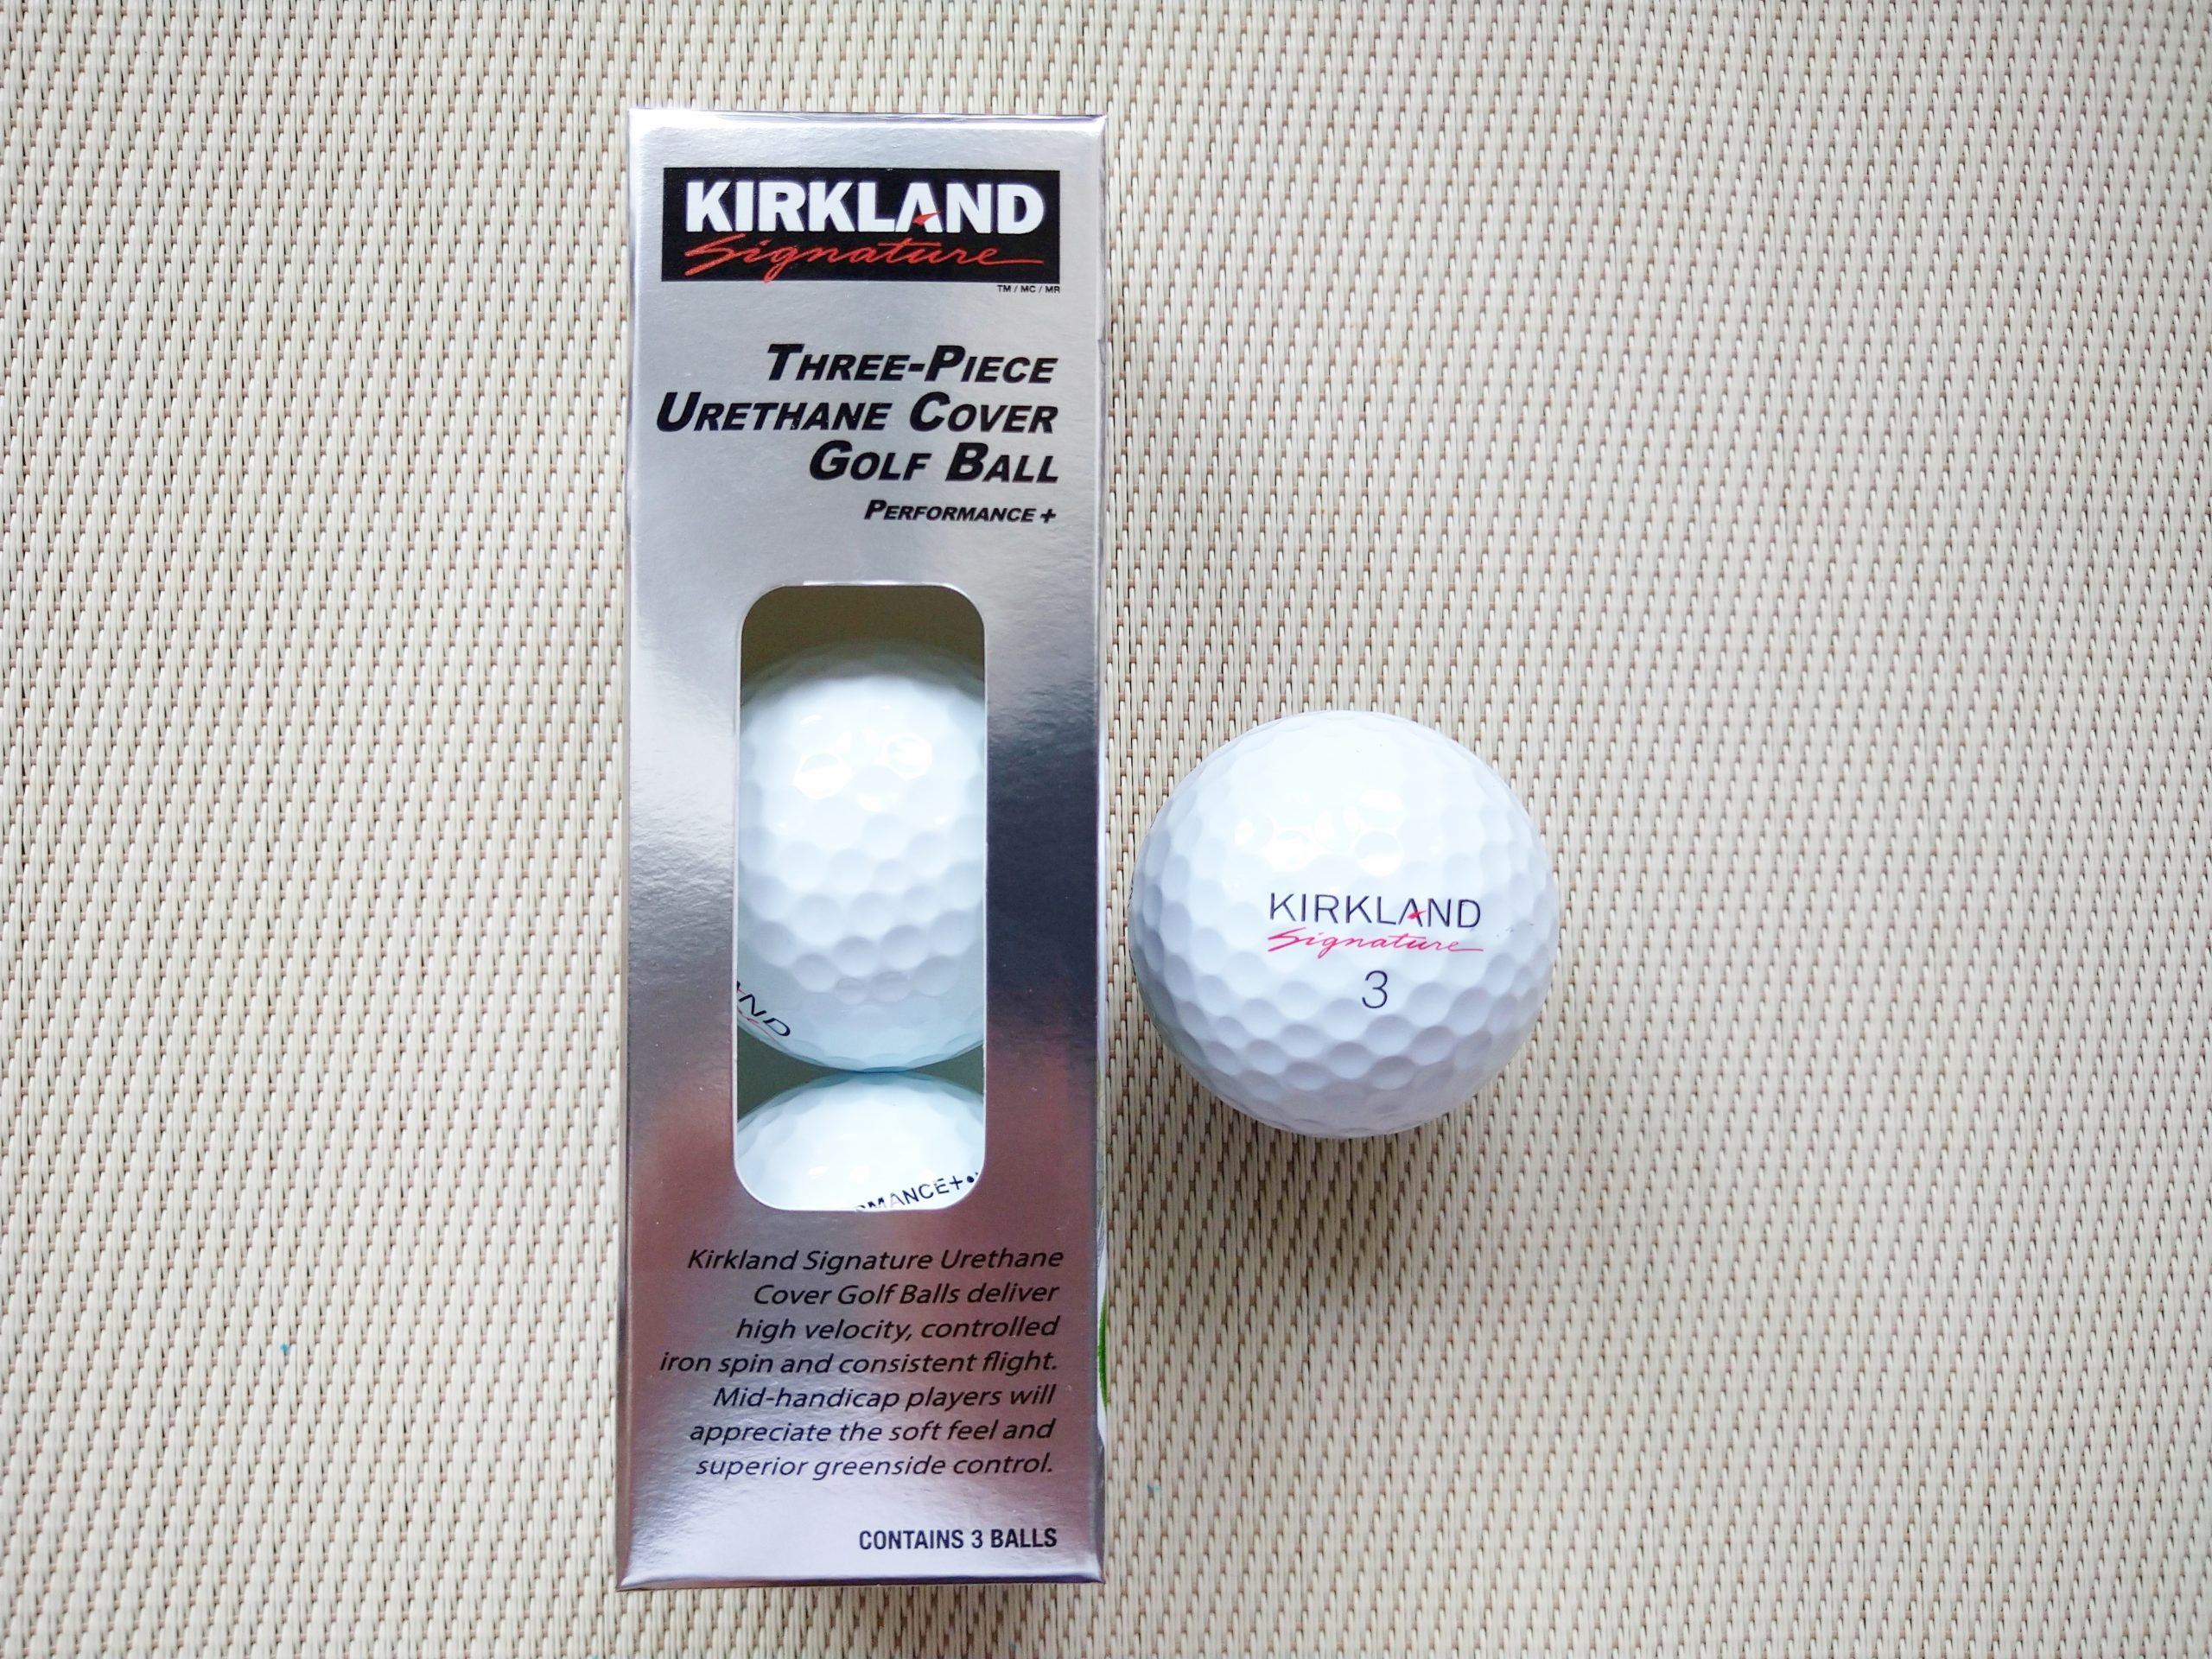 KIRKLAND
Signature
TM / MC / MR
THREE-PIECE
URETHANE COVER
GOLF BALL
PERFORMANCE +
ND
MANCE+
Kirkland Signature Urethane
Cover Golf Balls deliver
high velocity, controlled
iron spin and consistent flight.
Mid-handicap players will
appreciate the soft feel and
superior greenside control.
CONTAINS 3 BALLS
KIRKLAND
Signature
3